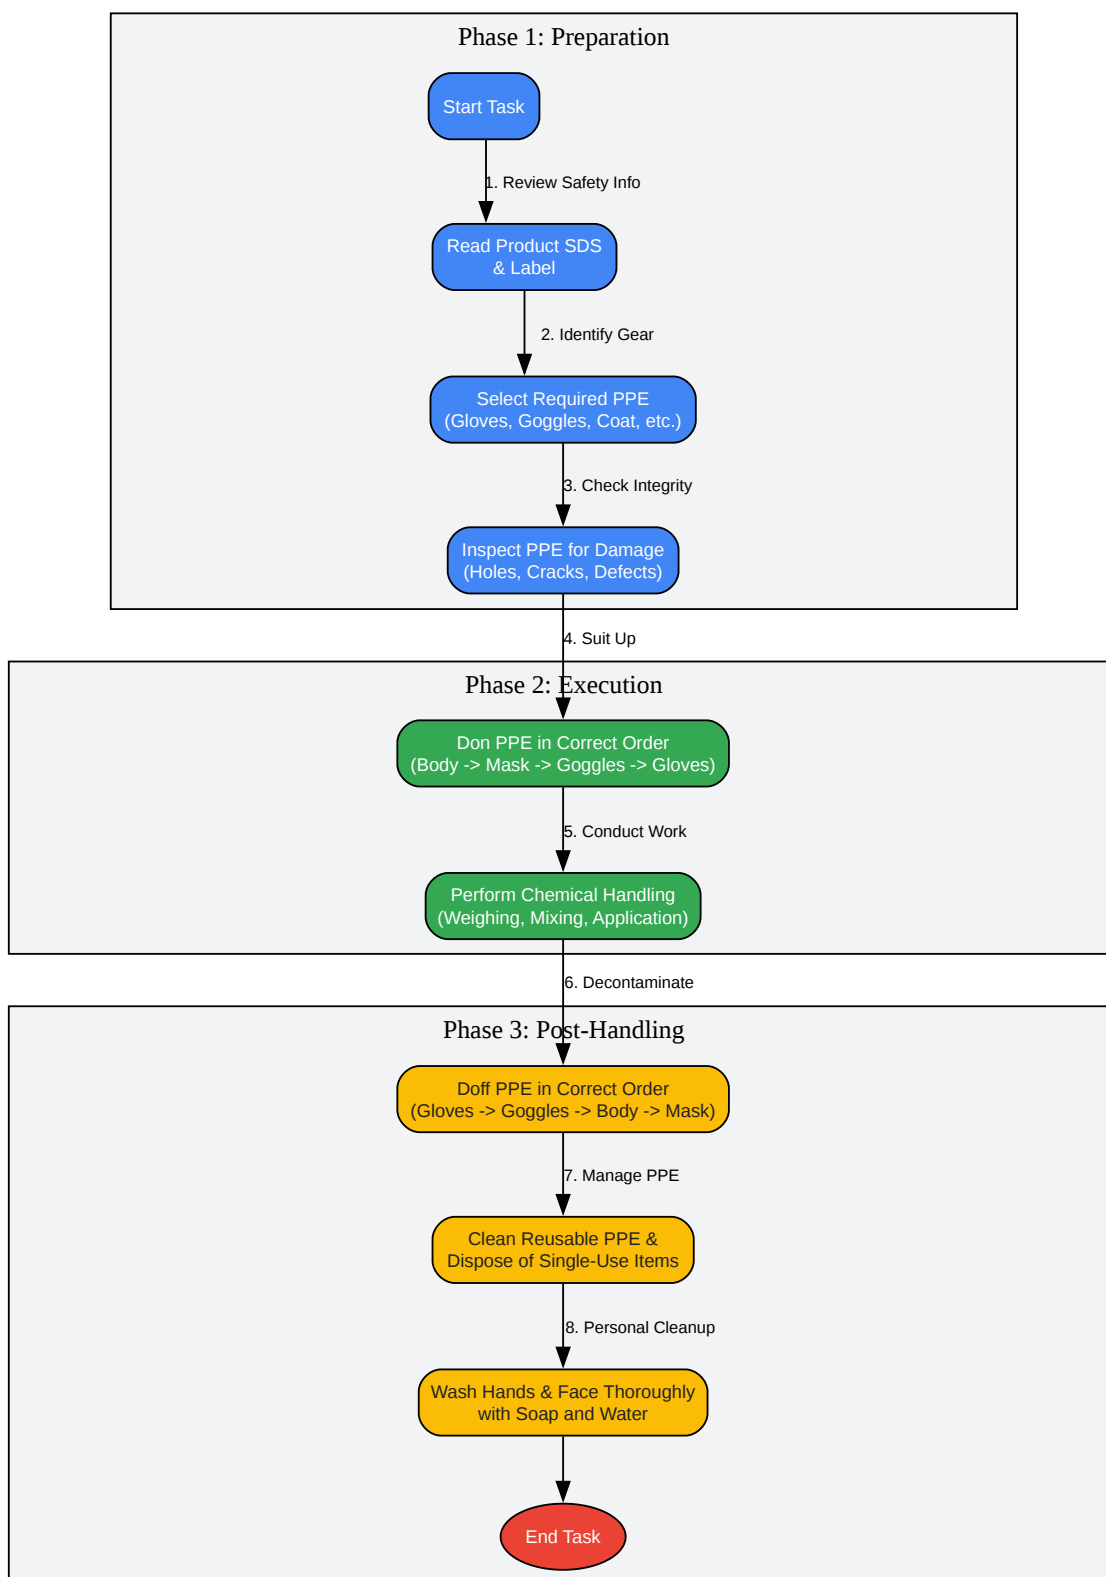 Phase 1: Preparation
Start Task
1. Review Safety Info
Read Product SDS
& Label
2. Identify Gear
Select Required PPE
(Gloves, Goggles, Coat, etc.)
3. Check Integrity
Inspect PPE for Damage
(Holes, Cracks, Defects)
4. Suit Up
Phase 2: Execution
Don PPE in Correct Order
(Body -> Mask -> Goggles -> Gloves)
5. Conduct Work
Perform Chemical Handling
(Weighing, Mixing, Application)
6. Decontaminate
Phase 3: Post-Handling
Doff PPE in Correct Order
(Gloves -> Goggles -> Body -> Mask)
7. Manage PPE
Clean Reusable PPE &
Dispose of Single-Use Items
8. Personal Cleanup
Wash Hands & Face Thoroughly
with Soap and Water
End Task